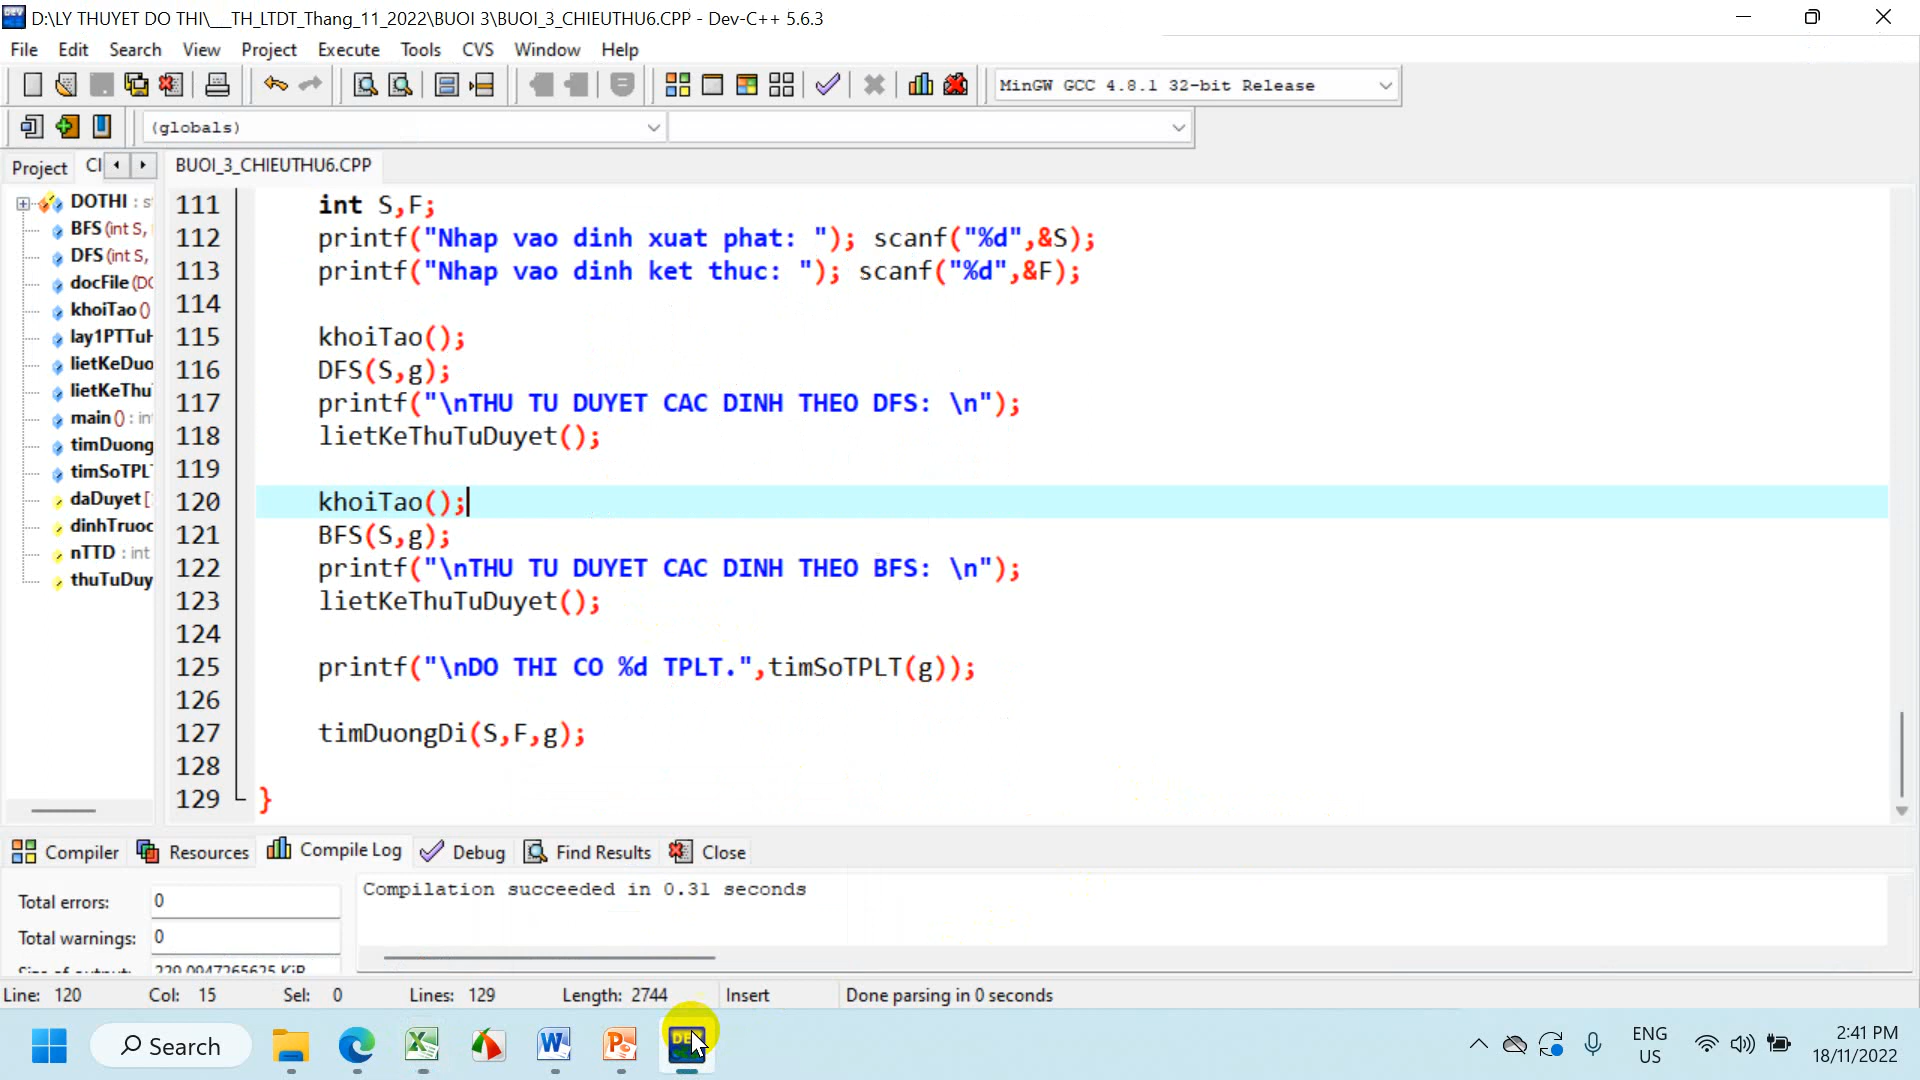 D:\LY THUYET DO THI\__TH_LTDT_Thang_11_2022\BUOI 3\BUOI_3_CHIEUTHU6.CPP - Dev-C++ 5.6.3
File Edit Search View Project Execute Tools CVS Window Help
MinGW GCC 4.8.1 32-bit Release
(globals)
Project Cl BUOI_3_CHIEUTHU6.CPP
DOTHI : s
BFS (int S,
DFS (int S,
docFile (DO
khoiTao ()
lay1PTTuH
lietKeDuo
lietKeThu
main () : in
timDuong
timSoTPL
daDuyet [
dinhTruoc
nTTD : int
thuTuDuy
111 int S,F;
112 printf("Nhap vao dinh xuat phat: "); scanf("%d",&S);
113 printf("Nhap vao dinh ket thuc: "); scanf("%d",&F);
114
115 khoiTao();
116 DFS(S,g);
117 printf("\nTHU TU DUYET CAC DINH THEO DFS: \n");
118 lietKeThuTuDuyet();
119
120 khoiTao();
121 BFS(S,g);
122 printf("\nTHU TU DUYET CAC DINH THEO BFS: \n");
123 lietKeThuTuDuyet();
124
125 printf("\nDO THI CO %d TPLT.",timSoTPLT(g));
126
127 timDuongDi(S,F,g);
128
129 }
Compiler Resources Compile Log Debug Find Results Close
Total errors: 0
Total warnings: 0
Compilation succeeded in 0.31 seconds
Line: 120 Col: 15 Sel: 0 Lines: 129 Length: 2744 Insert Done parsing in 0 seconds
Search
ENG
US
2:41 PM
18/11/2022